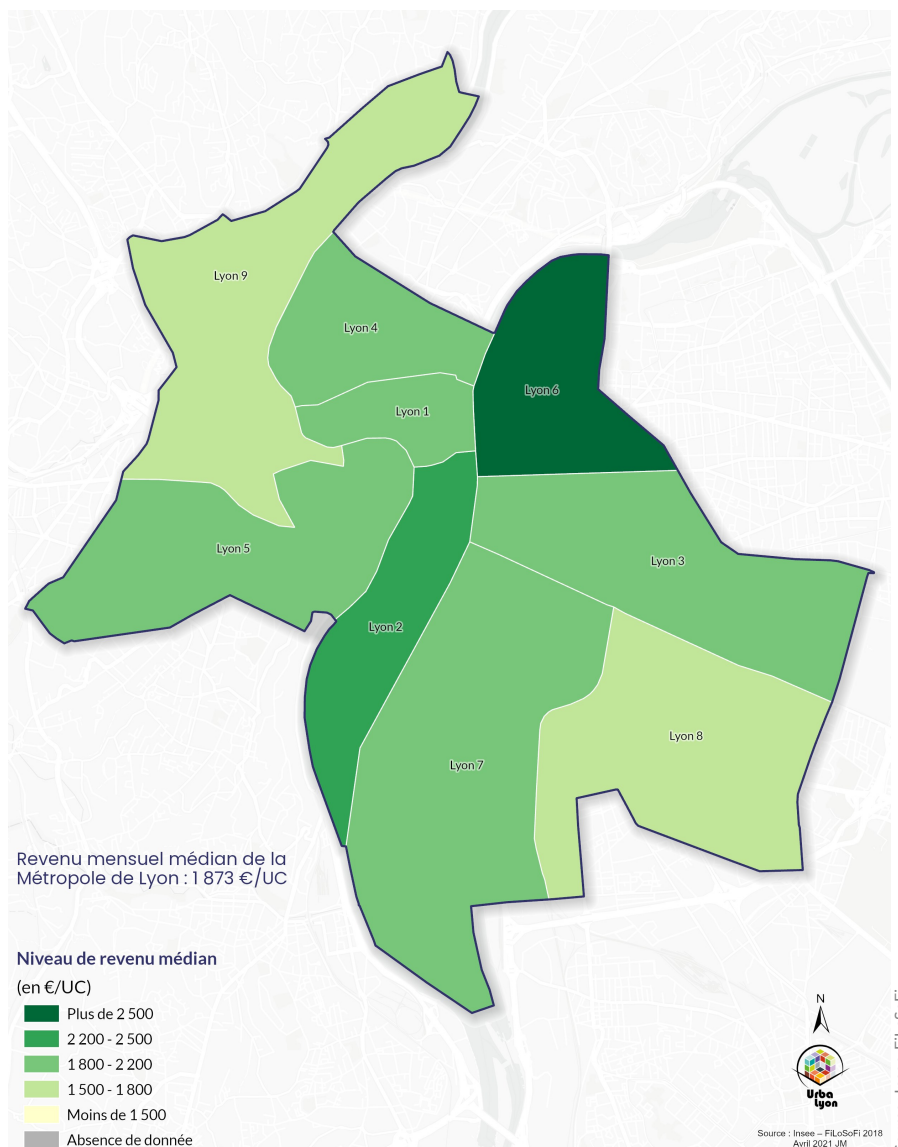 Lyon 9
Lyon 4
Lyon 6
Lyon 1
Lyon 5
Lyon 3
Lyon 2
Lyon 8
Lyon 7
Revenu mensuel médian de la
Métropole de Lyon : 1 873 €/UC
Niveau de revenu médian
(en €/UC)
Plus de 2 500
2 200 - 2 500
1 800 - 2 200
1 500 - 1 800
Moins de 1 500
Absence de donnée
N
Urba
Lyon
Source : Insee – FiLoSoFi 2018
Avril 2021 JM